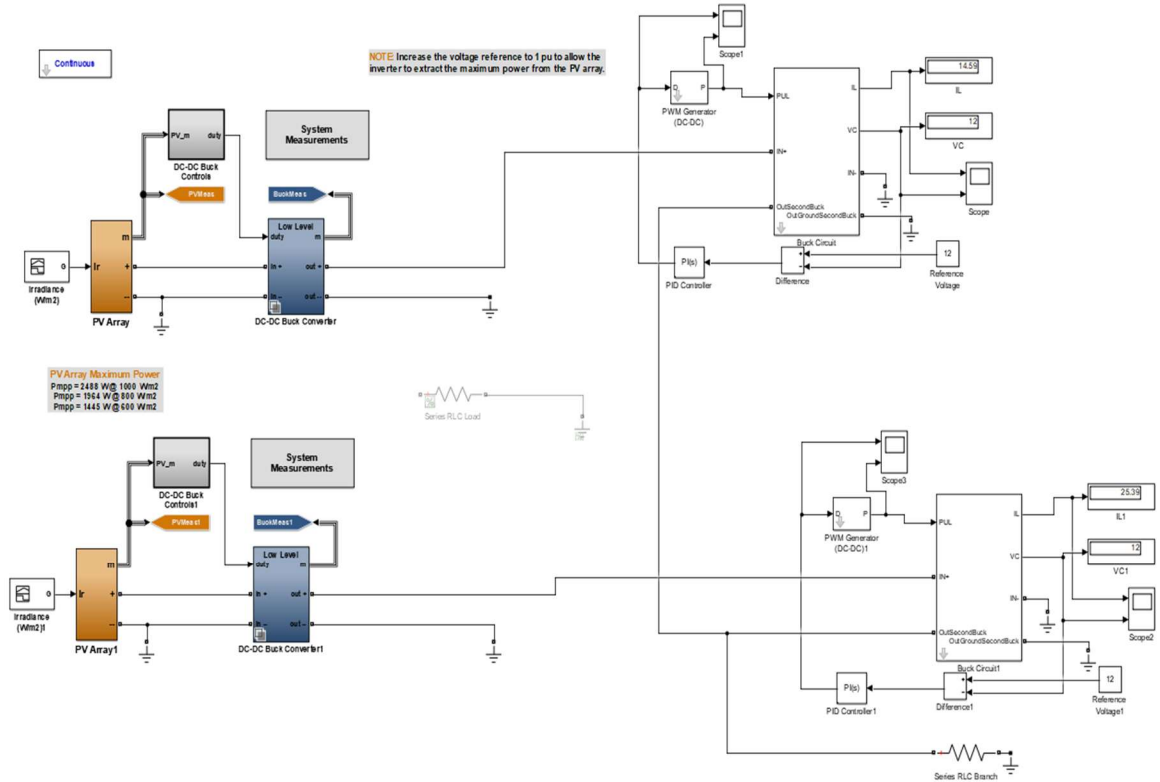 Continuous
NOTE: Increase the voltage reference to 1 pu to allow the
inverter to extract the maximum power from the PV array.
Scope1
D
P
PWM Generator
(DC-DC)
PUL
IL
VC
IN+
IN-
OutSecondBuck
OutGroundSecondBuck
Buck Circuit
14.59
IL
12
VC
Scope
12
Reference
Voltage
Difference
PI(s)
PID Controller
PV_m
duty
DC-DC Buck
Controls
System
Measurements
PVMeas
BuckMeas
Irradiance
(W/m2)
Ir
m
+
PV Array
Low Level
duty
m
In +
out +
In --
out --
DC-DC Buck Converter
PV Array Maximum Power
Pmpp = 2488 W@ 1000 W/m2
Pmpp = 1964 W@ 800 W/m2
Pmpp = 1445 W@ 600 W/m2
Series RLC Load
PV_m
duty
DC-DC Buck
Controls1
System
Measurements
PVMeas1
BuckMeas1
Irradiance
(W/m2)1
Ir
m
+
PV Array1
Low Level
duty
m
In +
out +
In --
out --
DC-DC Buck Converter1
Scope3
D
P
PWM Generator
(DC-DC)1
PUL
IL
VC
IN+
IN-
OutSecondBuck
OutGroundSecondBuck
Buck Circuit1
25.39
IL1
12
VC1
Scope2
12
Reference
Voltage1
Difference1
PI(s)
PID Controller1
Series RLC Branch